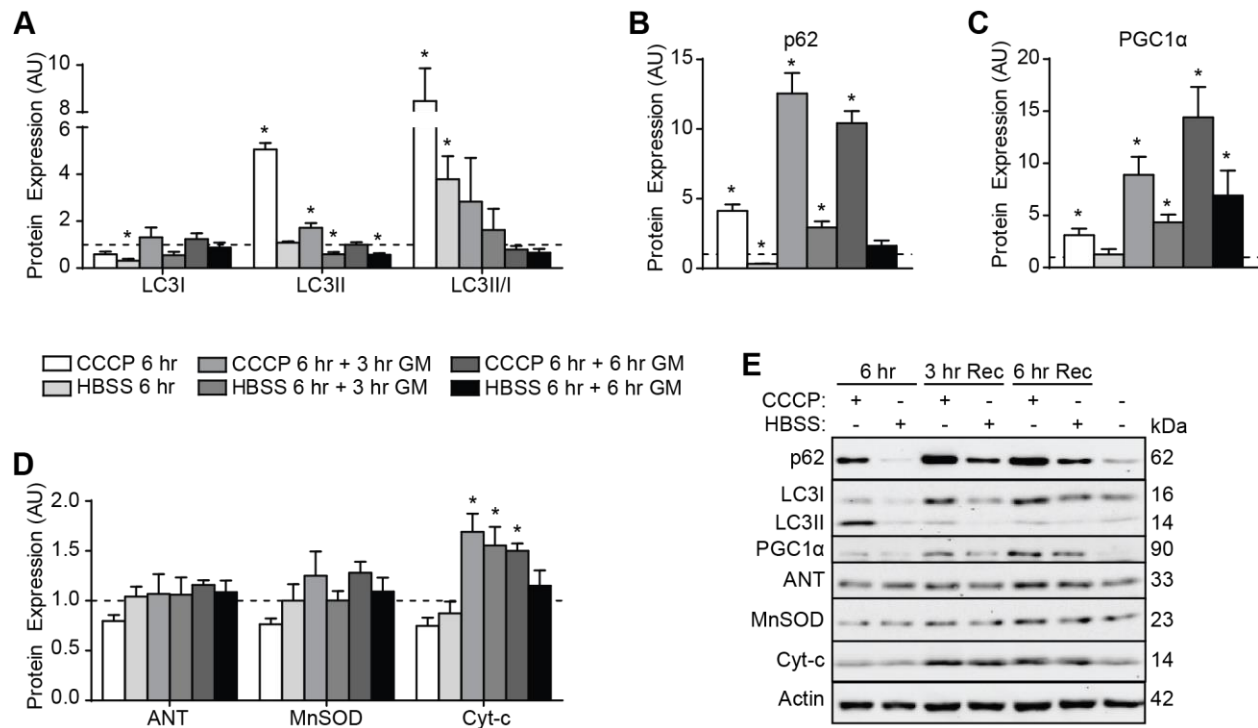 A
Protein Expression (AU)
10
8
6
4
2
1
0
*
*
*
*
*
*
*
LC3I
LC3II
LC3II/I
B
p62
Protein Expression (AU)
15
10
5
0
*
*
*
*
*
C
PGC1α
Protein Expression (AU)
20
15
10
5
0
*
*
*
*
*
CCCP 6 hr
CCCP 6 hr + 3 hr GM
CCCP 6 hr + 6 hr GM
HBSS 6 hr
HBSS 6 hr + 3 hr GM
HBSS 6 hr + 6 hr GM
D
Protein Expression (AU)
2.0
1.5
1.0
0.5
0.0
*
*
*
ANT
MnSOD
Cyt-c
E
6 hr
3 hr Rec
6 hr Rec
CCCP: + - + - + - -
HBSS: - + - + - + - kDa
p62 62
LC3I 16
LC3II 14
PGC1α 90
ANT 33
MnSOD 23
Cyt-c 14
Actin 42